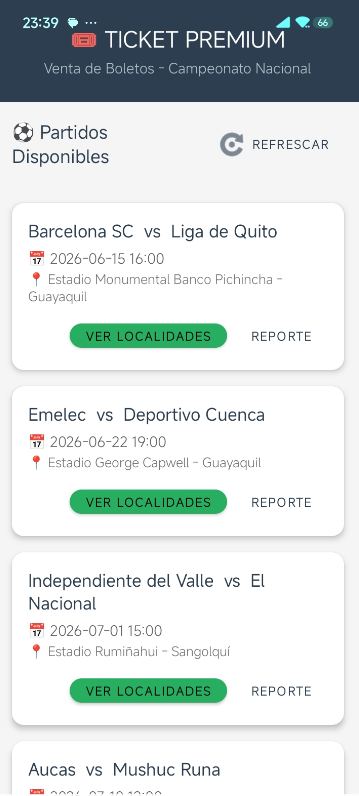 23:39 ... 66
🎟️ TICKET PREMIUM
Venta de Boletos - Campeonato Nacional
⚽ Partidos
Disponibles
REFRESCAR
Barcelona SC vs Liga de Quito
📅 2026-06-15 16:00
📍 Estadio Monumental Banco Pichincha -
Guayaquil
VER LOCALIDADES REPORTE
Emelec vs Deportivo Cuenca
📅 2026-06-22 19:00
📍 Estadio George Capwell - Guayaquil
VER LOCALIDADES REPORTE
Independiente del Valle vs El
Nacional
📅 2026-07-01 15:00
📍 Estadio Rumiñahui - Sangolquí
VER LOCALIDADES REPORTE
Aucas vs Mushuc Runa